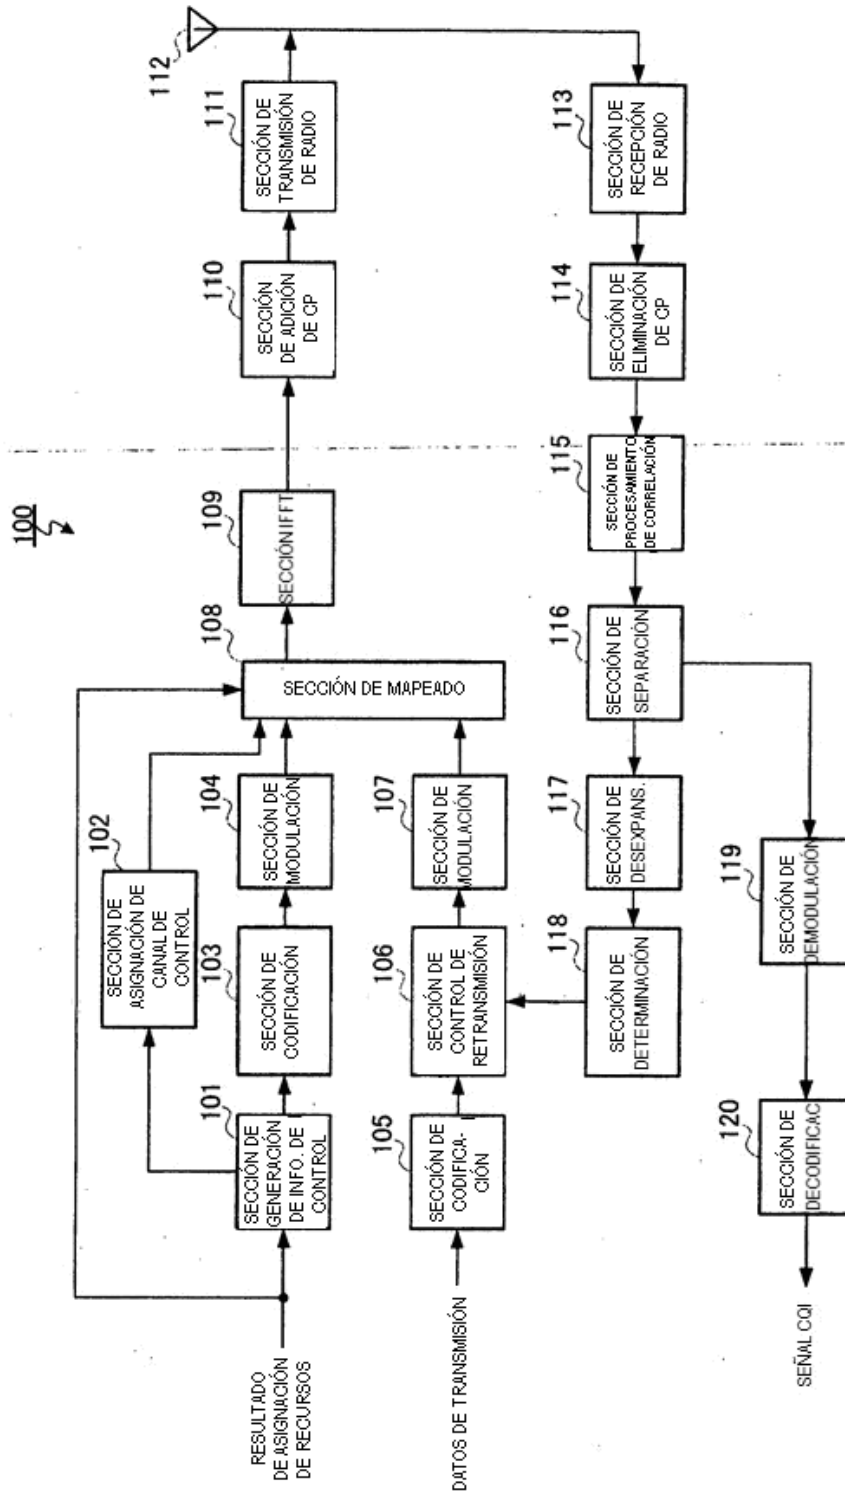 100
RESULTADO
DE ASIGNACIÓN
DE RECURSOS
101
SECCIÓN DE
GENERACIÓN
DE INFO. DE
CONTROL
102
SECCIÓN DE
ASIGNACIÓN DE
CANAL DE
CONTROL
103
SECCIÓN DE
CODIFICACIÓN
104
SECCIÓN DE
MODULACIÓN
DATOS DE TRANSMISIÓN
105
SECCIÓN DE
CODIFICA-
CIÓN
106
SECCIÓN DE
CONTROL DE
RETRANSMISIÓN
107
SECCIÓN DE
MODULACIÓN
108
SECCIÓN DE MAPEADO
109
SECCIÓN IFFT
110
SECCIÓN
DE ADICIÓN
DE CP
111
SECCIÓN DE
TRANSMISIÓN
DE RADIO
112
113
SECCIÓN DE
RECEPCIÓN
DE RADIO
114
SECCIÓN DE
ELIMINACIÓN
DE CP
115
SECCIÓN DE
PROCESAMIENTO
DE CORRELACIÓN
116
SECCIÓN DE
SEPARACIÓN
117
SECCIÓN DE
DESEXPANS.
118
SECCIÓN DE
DETERMINACIÓN
119
SECCIÓN DE
DEMODULACIÓN
120
SECCIÓN DE
DECODIFICAC
SEÑAL CQI